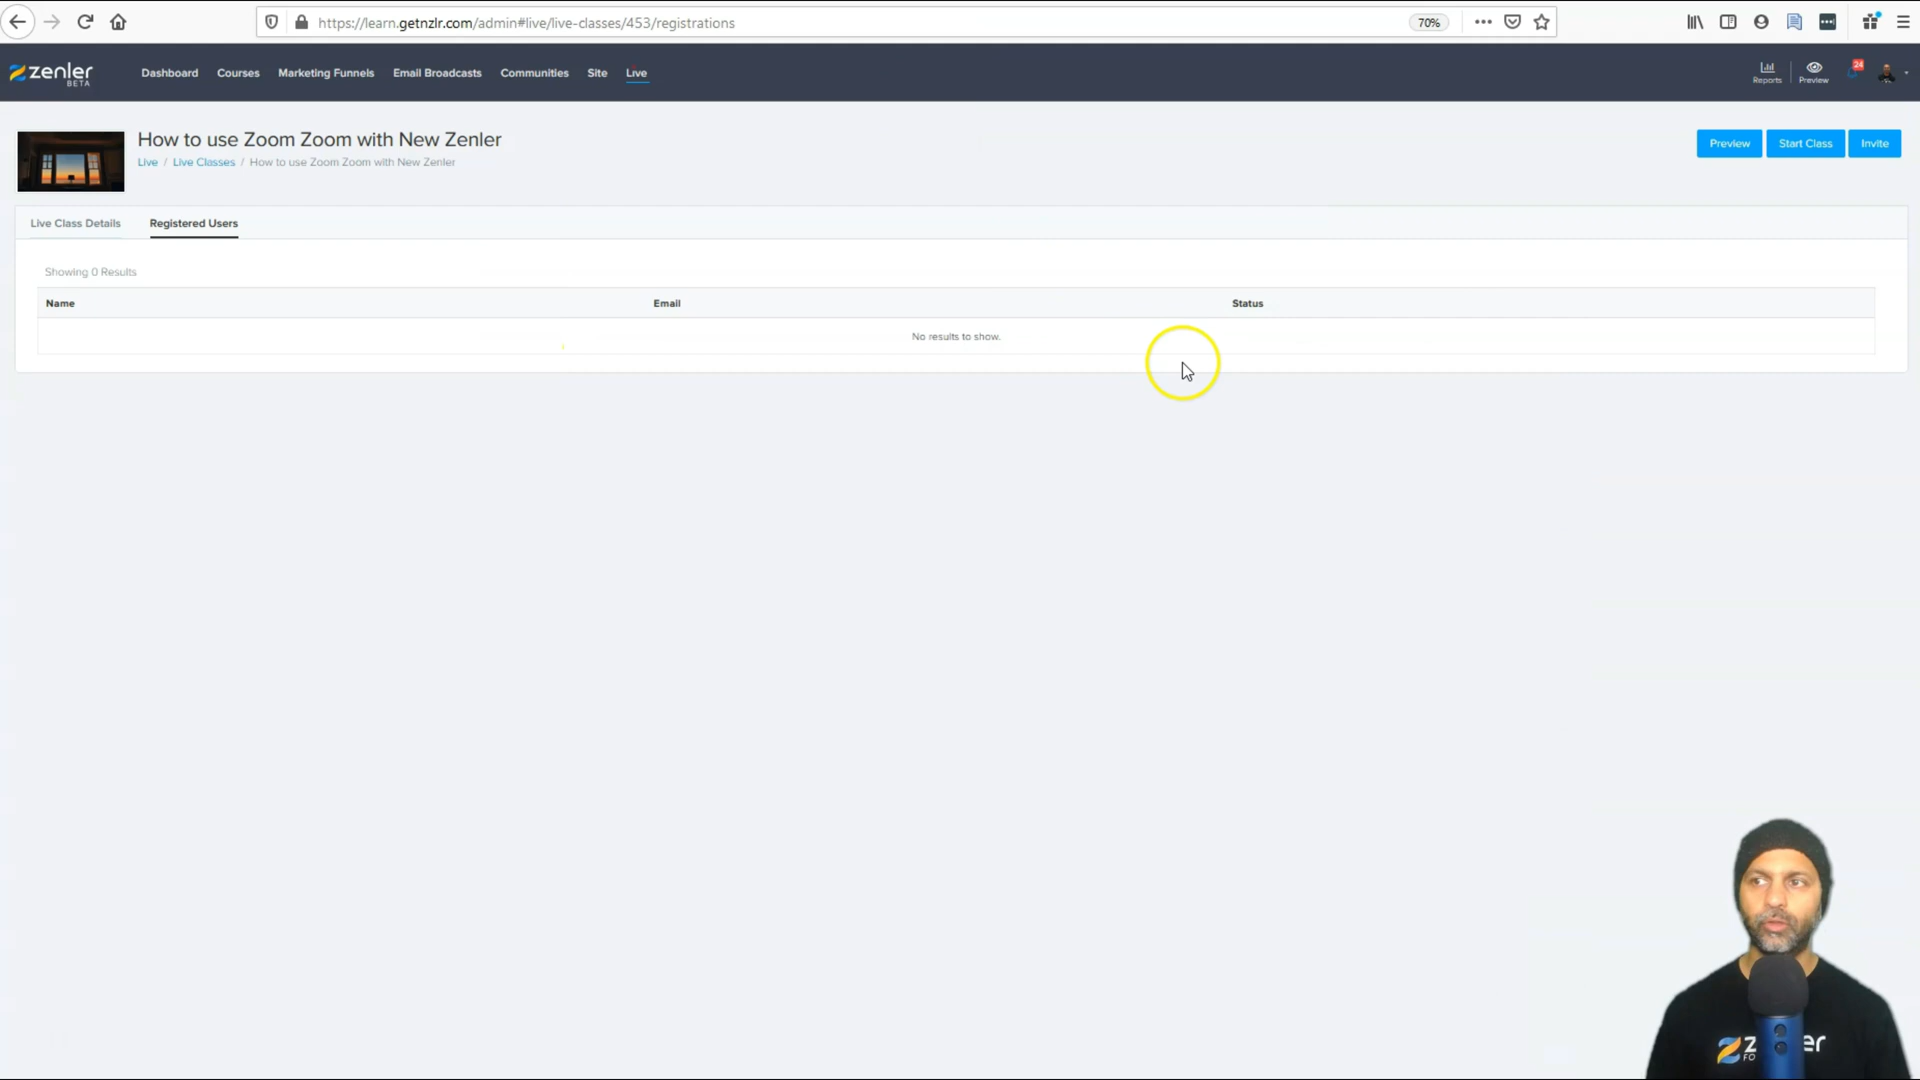 https://learn.getnzlr.com/admin#live/live-classes/453/registrations
70%
zenler
BETA
Dashboard
Courses
Marketing Funnels
Email Broadcasts
Communities
Site
Live
Reports
Preview
24
How to use Zoom Zoom with New Zenler
Live / Live Classes / How to use Zoom Zoom with New Zenler
Preview
Start Class
Invite
Live Class Details
Registered Users
Showing 0 Results
Name
Email
Status
No results to show.